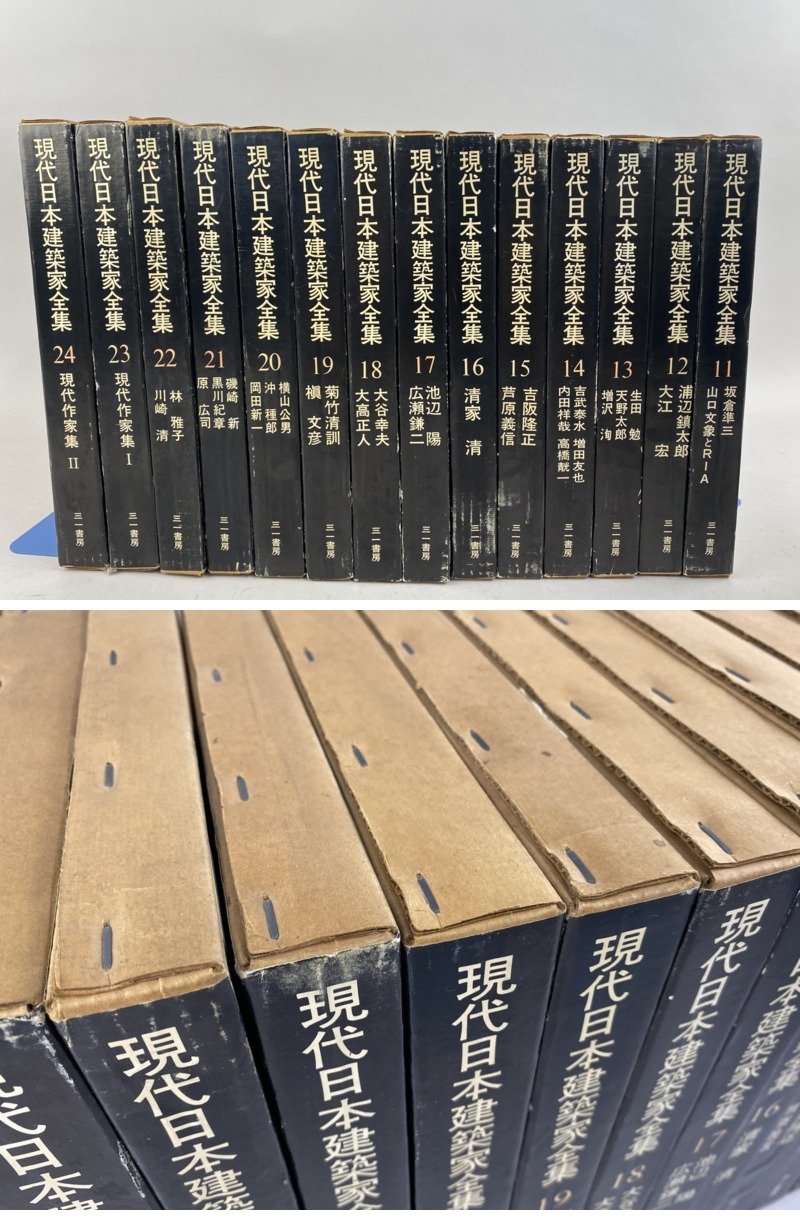 現代日本建築家全集
24
現代作家集 II
三一書房
現代日本建築家全集
23
現代作家集 I
三一書房
現代日本建築家全集
22
林 雅子
川崎 清
三一書房
現代日本建築家全集
21
磯崎 新
黒川紀章
原 広司
三一書房
現代日本建築家全集
20
横山公男
沖 種郎
岡田新一
三一書房
現代日本建築家全集
19
菊竹清訓
槇 文彦
三一書房
現代日本建築家全集
18
大谷幸夫
大高正人
三一書房
現代日本建築家全集
17
池辺 陽
広瀬鎌二
三一書房
現代日本建築家全集
16
清家 清
三一書房
現代日本建築家全集
15
吉阪隆正
芦原義信
三一書房
現代日本建築家全集
14
吉武泰水 増田友也
内田祥哉 高橋靗一
三一書房
現代日本建築家全集
13
生田 勉
天野太郎
増沢 洵
三一書房
現代日本建築家全集
12
浦辺鎮太郎
大江 宏
三一書房
現代日本建築家全集
11
坂倉準三
山口文象とRIA
三一書房
現代日本建
現代日本建築
現代日本建築家
現代日本建築家全集
19
現代日本建築家全集
18
現代日本建築家全集
17
池辺 陽
広瀬鎌
日本建築家全集
16